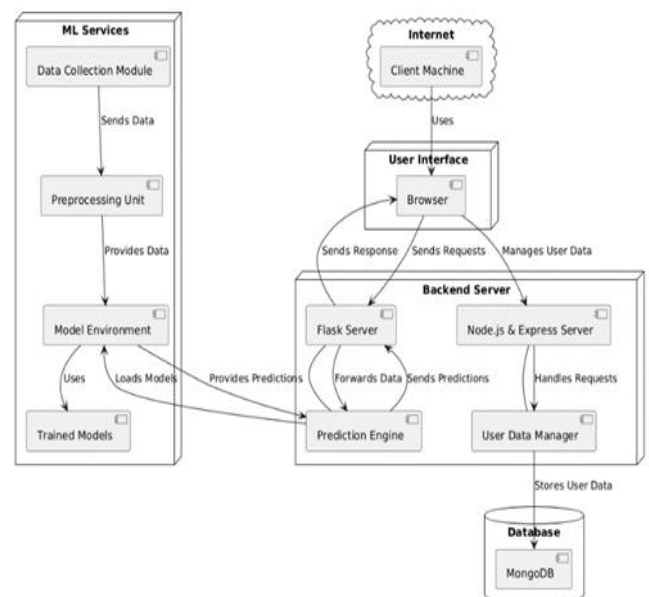 ML Services
Data Collection Module
Sends Data
Preprocessing Unit
Provides Data
Model Environment
Uses
Loads Models
Provides Predictions
Trained Models
Internet
Client Machine
Uses
User Interface
Browser
Sends Response
Sends Requests
Manages User Data
Backend Server
Flask Server
Node.js & Express Server
Forwards Data
Sends Predictions
Handles Requests
Prediction Engine
User Data Manager
Stores User Data
Database
MongoDB